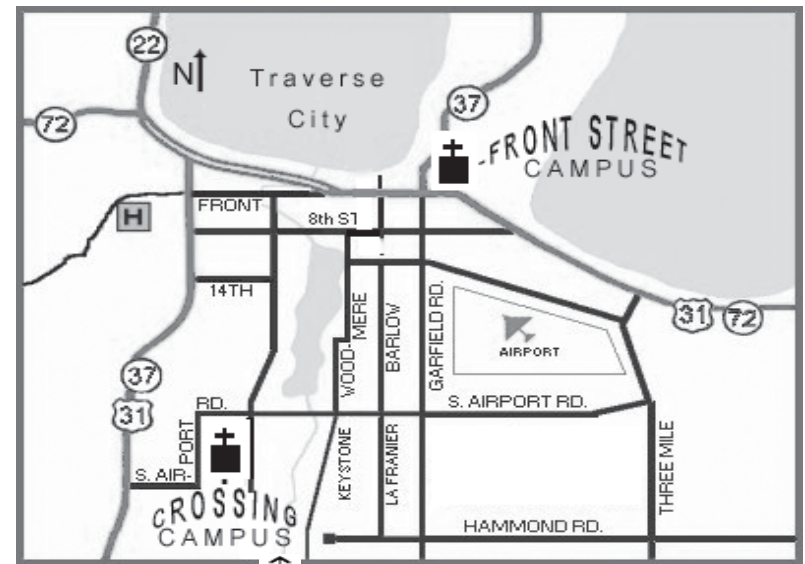 22
N
Traverse
City
37
72
FRONT STREET
CAMPUS
H
FRONT
8th ST
14TH
WOOD-
MERE
BARLOW
GARFIELD RD.
AIRPORT
31 72
37
31
RD.
S. AIRPORT RD.
S. AIR-
PORT
KEYSTONE
LA FRANIER
THREE MILE
CROSSING
CAMPUS
HAMMOND RD.